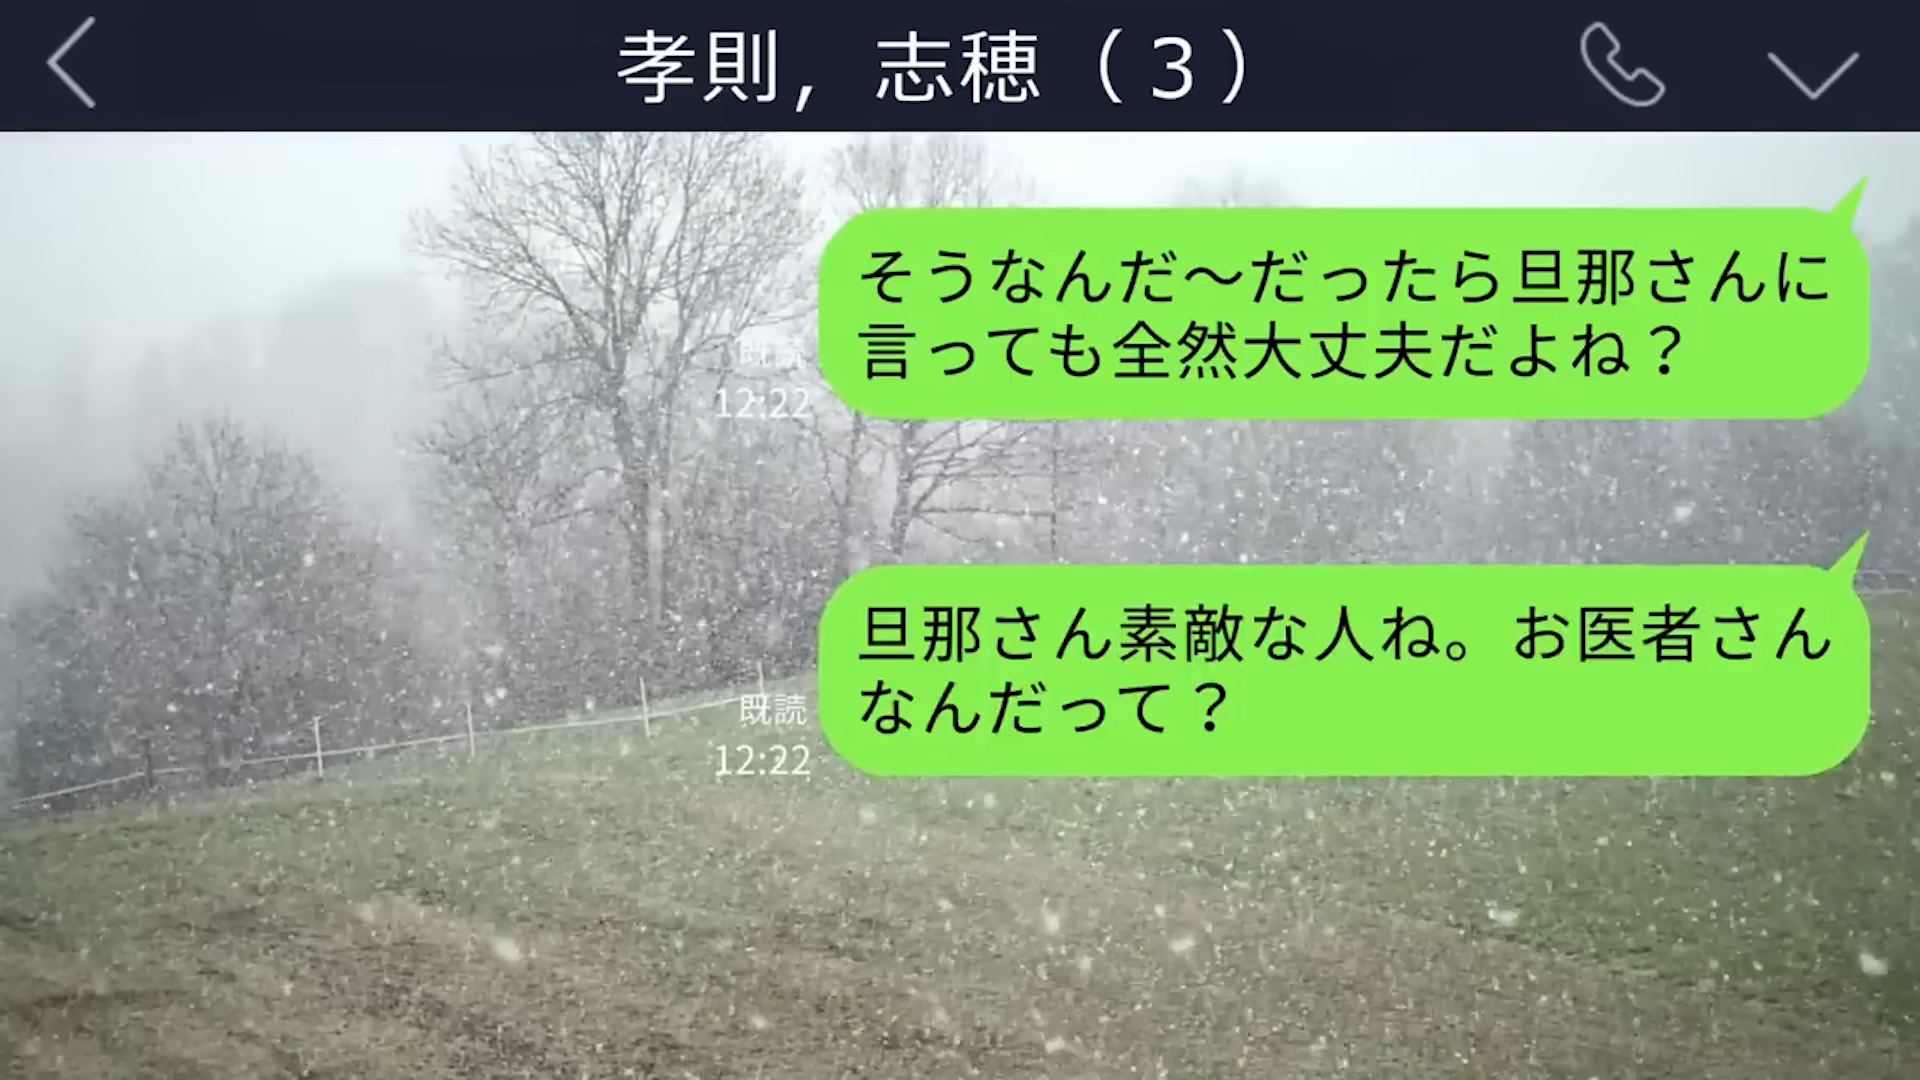 孝則，志穂（3）
そうなんだ〜だったら旦那さんに
言っても全然大丈夫だよね？
既読
12:22
旦那さん素敵な人ね。お医者さん
なんだって？
既読
12:22